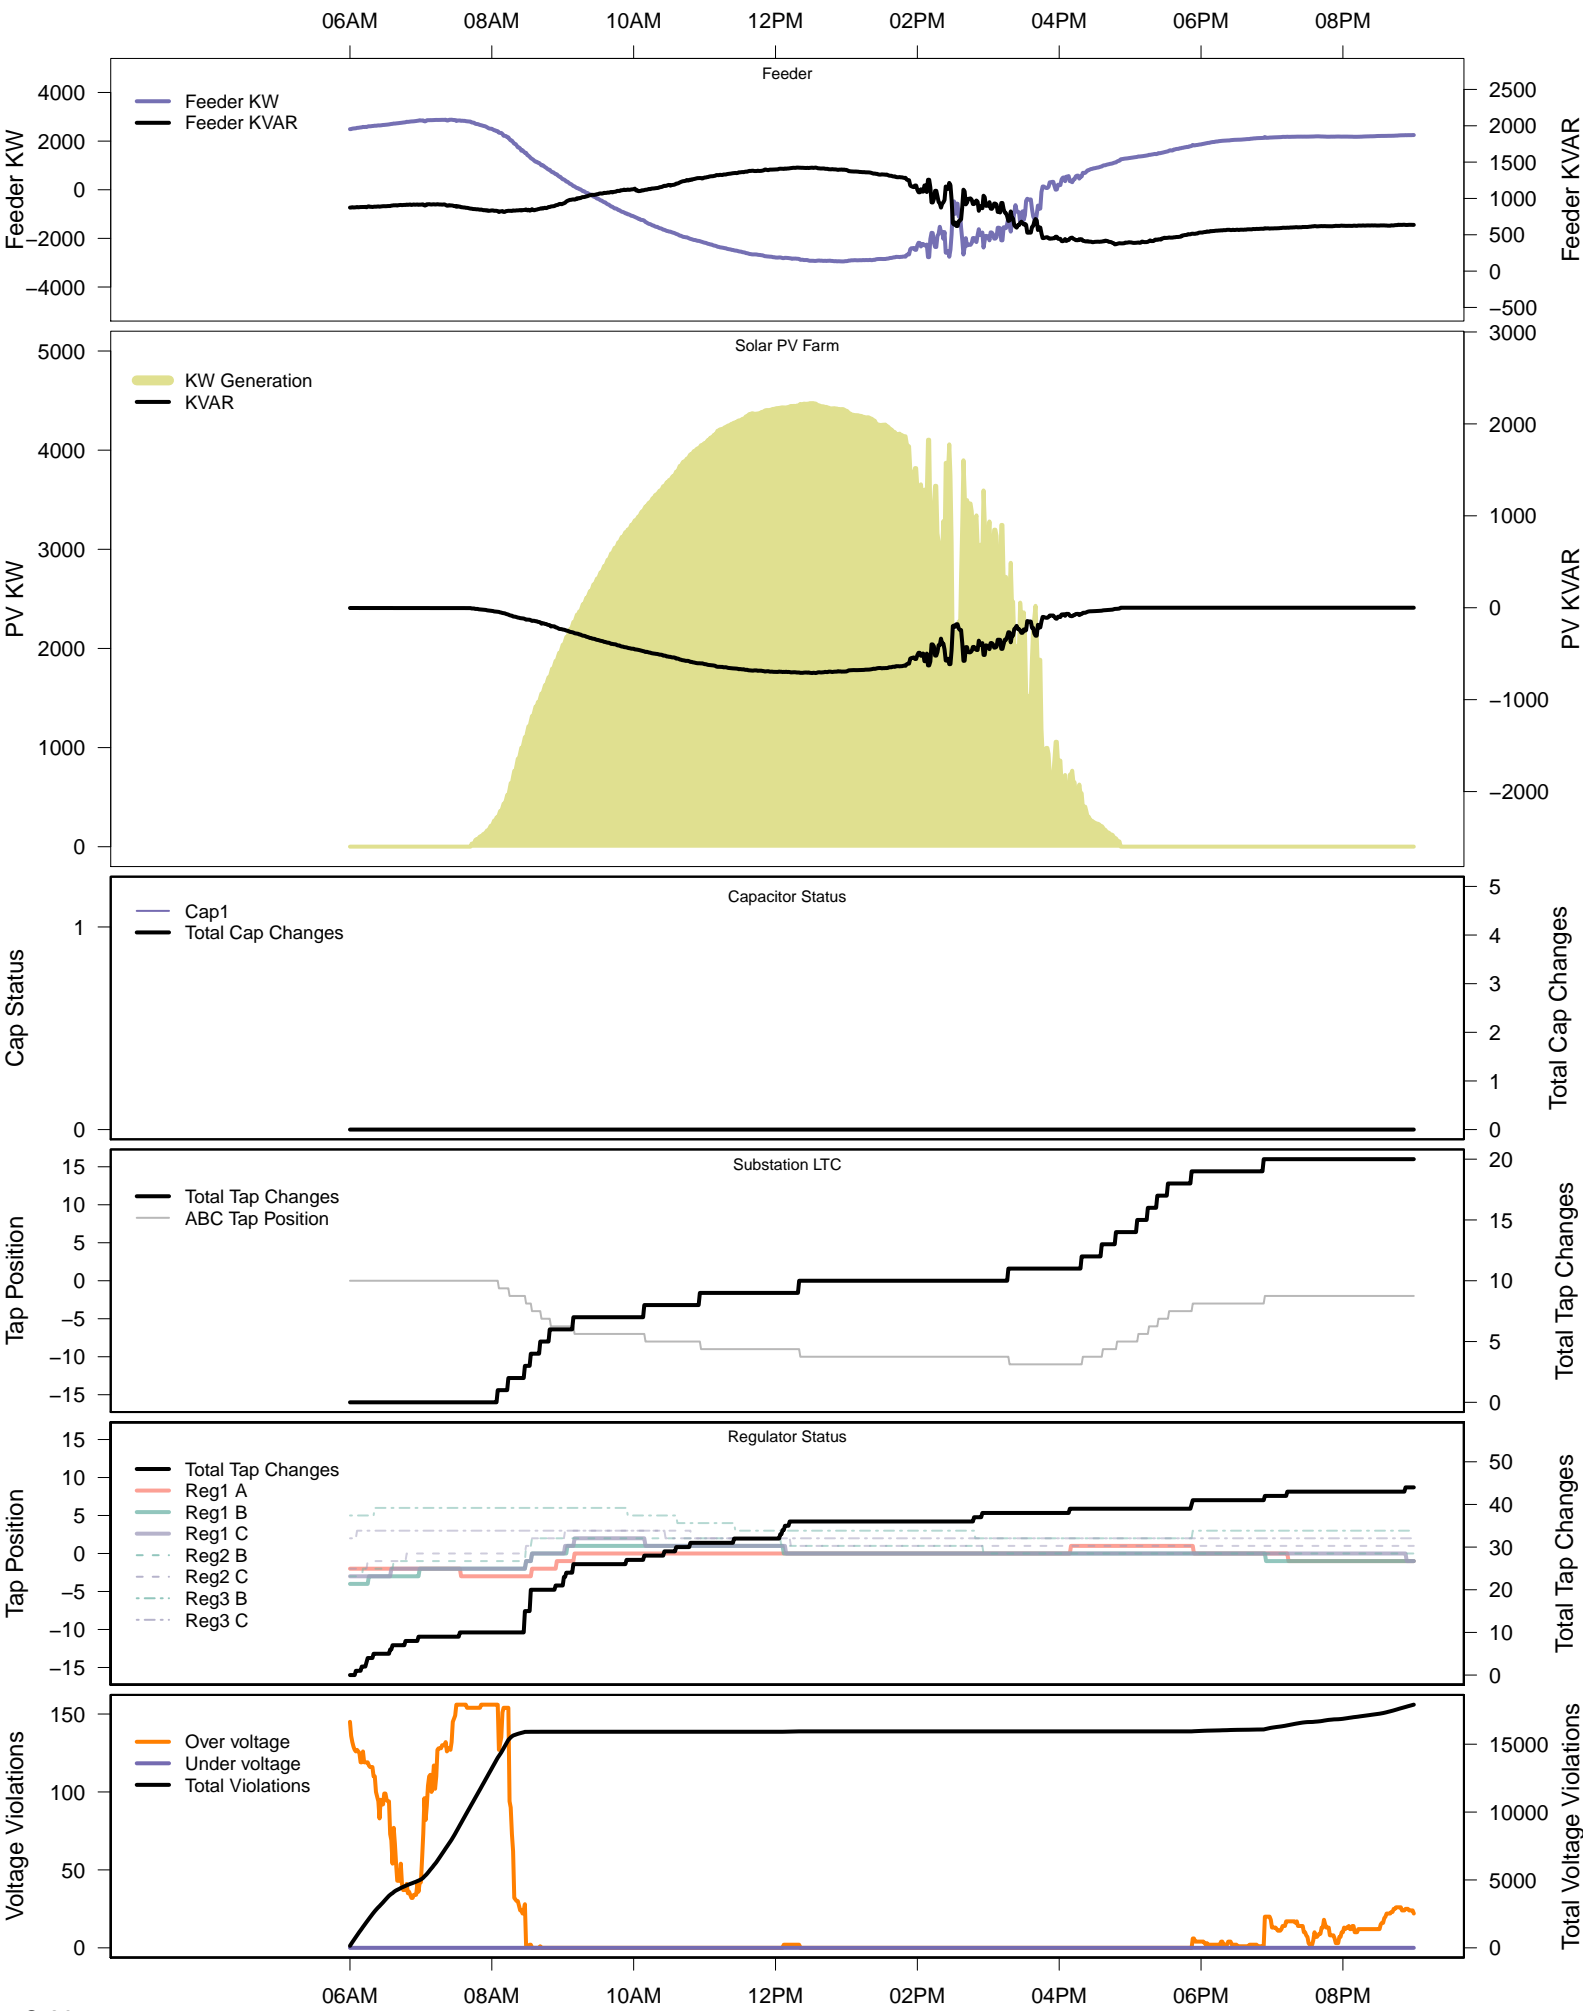 06AM 08AM 10AM 12PM 02PM 04PM 06PM 08PM
Feeder
Feeder KW
Feeder KVAR
4000
2000
0
−2000
−4000
Feeder KW
2500
2000
1500
1000
500
0
−500
Feeder KVAR
Solar PV Farm
KW Generation
KVAR
5000
4000
3000
2000
1000
0
PV KW
3000
2000
1000
0
−1000
−2000
PV KVAR
Capacitor Status
Cap1
Total Cap Changes
1
0
Cap Status
5
4
3
2
1
0
Total Cap Changes
Substation LTC
Total Tap Changes
ABC Tap Position
15
10
5
0
−5
−10
−15
Tap Position
20
15
10
5
0
Total Tap Changes
Regulator Status
Total Tap Changes
Reg1 A
Reg1 B
Reg1 C
Reg2 B
Reg2 C
Reg3 B
Reg3 C
15
10
5
0
−5
−10
−15
Tap Position
50
40
30
20
10
0
Total Tap Changes
Over voltage
Under voltage
Total Violations
150
100
50
0
Voltage Violations
15000
10000
5000
0
Total Voltage Violations
06AM 08AM 10AM 12PM 02PM 04PM 06PM 08PM